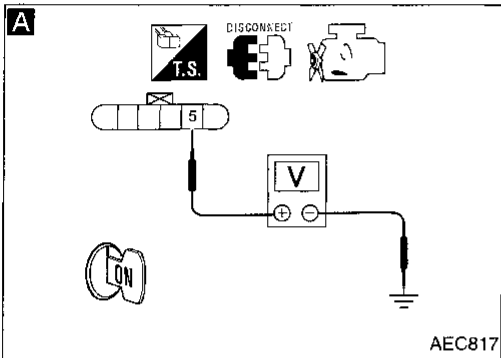 A
DISCONNECT
T.S.
5
V
⊕ ⊖
ON
AEC817